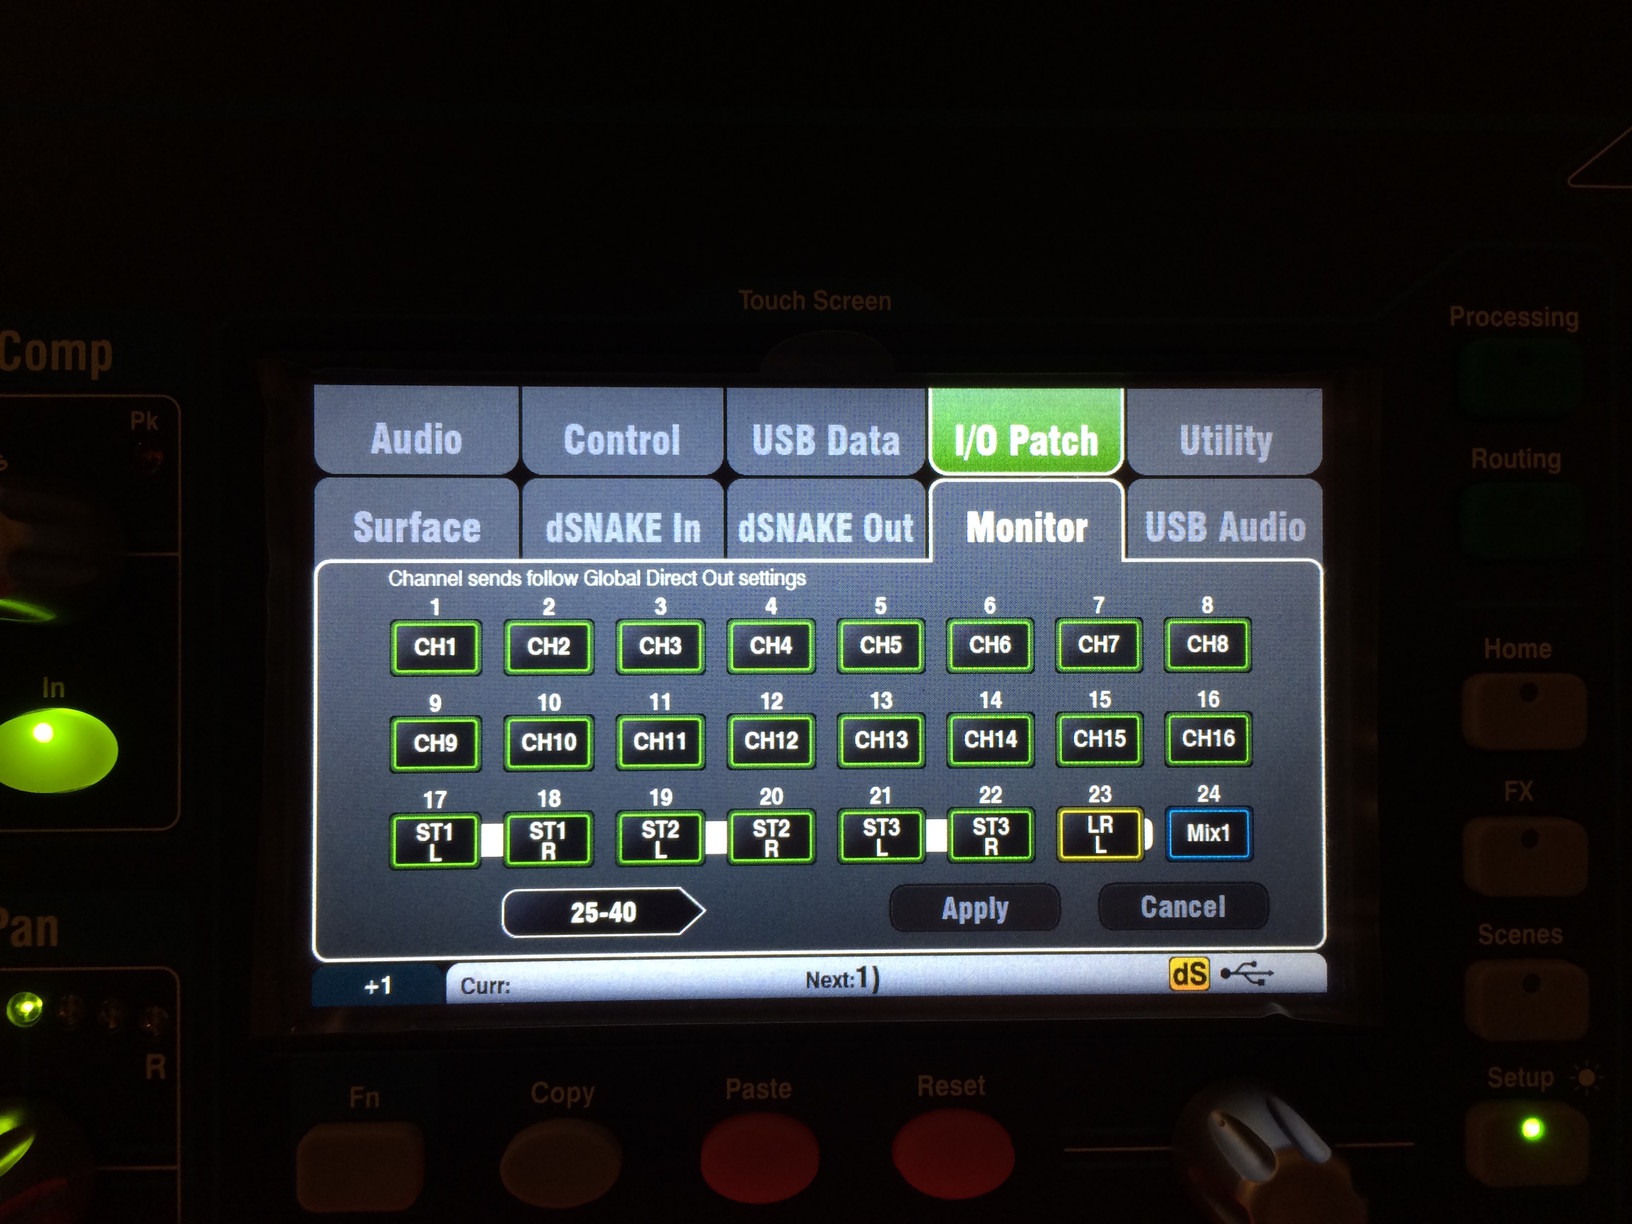 Touch Screen
Processing
Comp
Pk
Audio
Control
USB Data
I/O Patch
Utility
Routing
Surface
dSNAKE In
dSNAKE Out
Monitor
USB Audio
Channel sends follow Global Direct Out settings
1 2 3 4 5 6 7 8
CH1 CH2 CH3 CH4 CH5 CH6 CH7 CH8
Home
In
9 10 11 12 13 14 15 16
CH9 CH10 CH11 CH12 CH13 CH14 CH15 CH16
FX
17 18 19 20 21 22 23 24
ST1 ST1 ST2 ST2 ST3 ST3 LR Mix1
L R L R L R L
25-40
Apply
Cancel
Pan
Scenes
+1
Curr:
Next:1)
dS
R
Setup
Fn
Copy
Paste
Reset